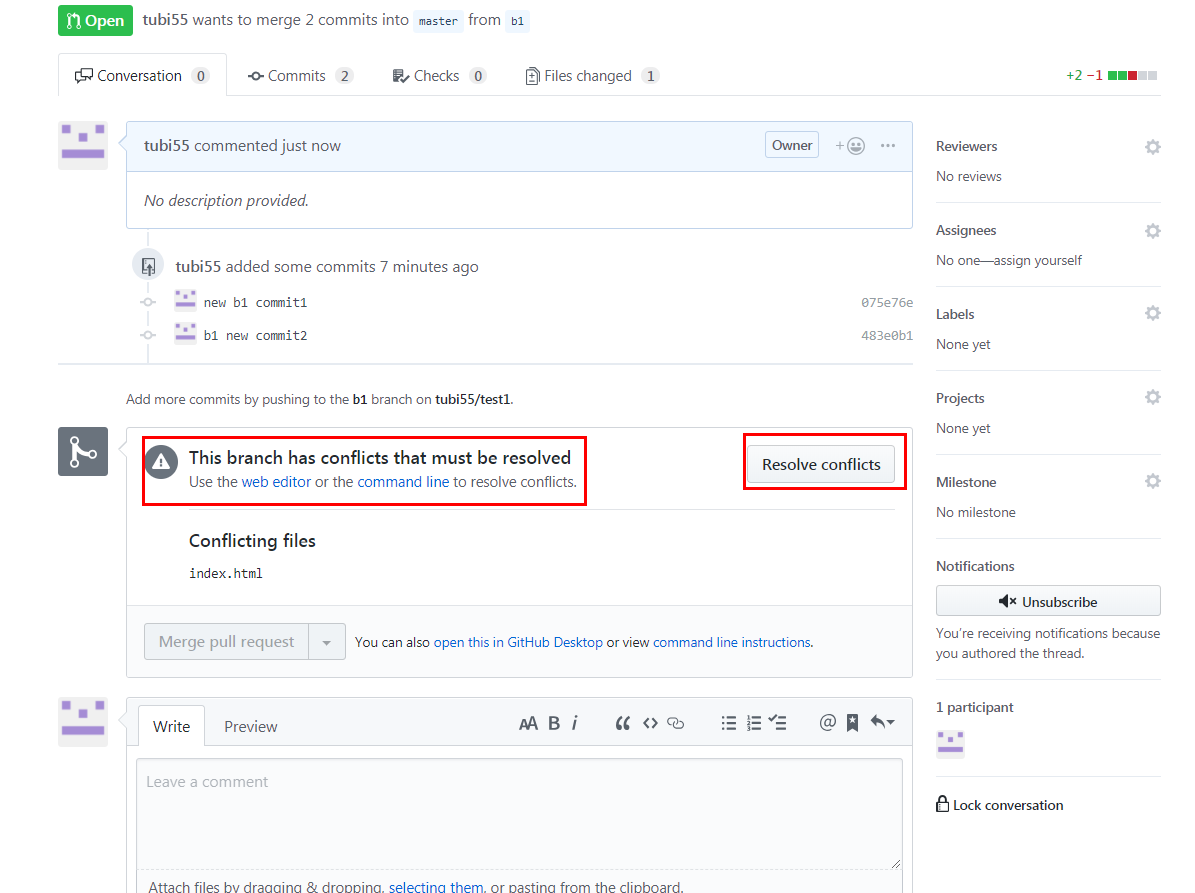 Open tubi55 wants to merge 2 commits into master from b1
Conversation 0 Commits 2 Checks 0 Files changed 1 +2 −1
tubi55 commented just now Owner + ...
No description provided.
tubi55 added some commits 7 minutes ago
new b1 commit1 075e76e
b1 new commit2 483e0b1
Add more commits by pushing to the b1 branch on tubi55/test1.
This branch has conflicts that must be resolved
Use the web editor or the command line to resolve conflicts.
Resolve conflicts
Conflicting files
index.html
Merge pull request You can also open this in GitHub Desktop or view command line instructions.
Write Preview AA B i “ <> @
Leave a comment
Attach files by dragging & dropping, selecting them, or pasting from the clipboard.
Reviewers
No reviews
Assignees
No one—assign yourself
Labels
None yet
Projects
None yet
Milestone
No milestone
Notifications
Unsubscribe
You’re receiving notifications because
you authored the thread.
1 participant
Lock conversation